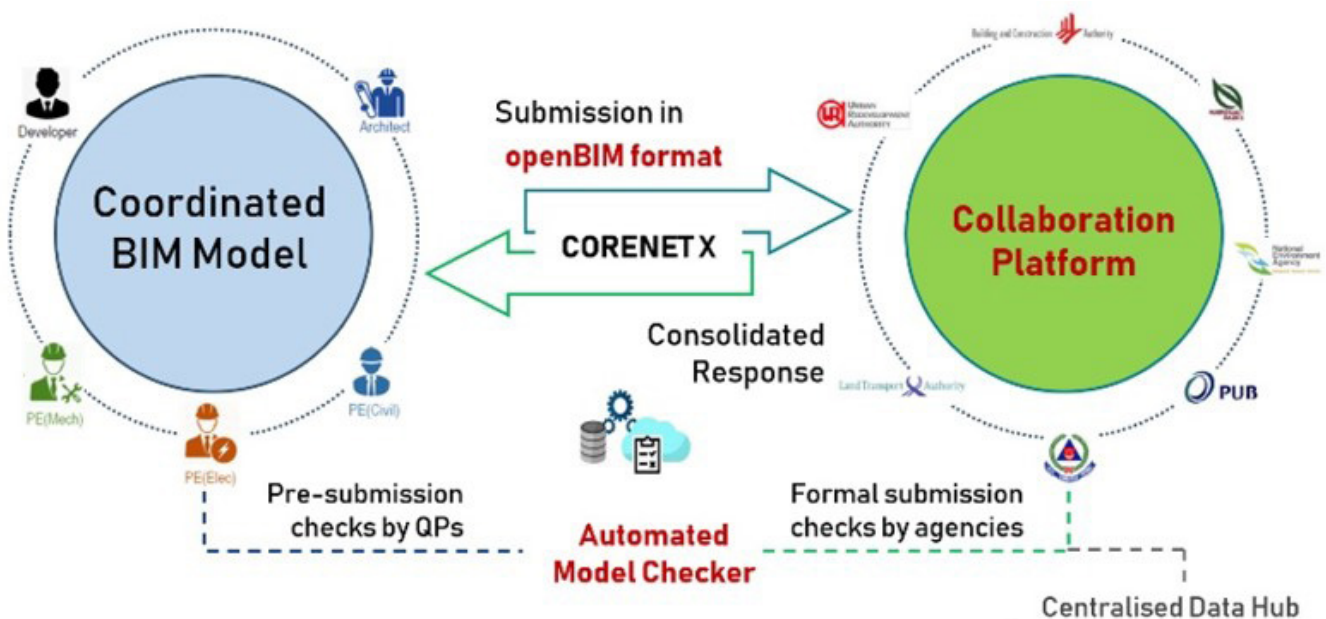 Developer
Architect
Coordinated
BIM Model
PE(Mech)
PE(Elec)
PE(Civil)
Submission in
openBIM format
CORENET X
Consolidated
Response
Building and Construction Authority
URBAN
REDEVELOPMENT
AUTHORITY
Collaboration
Platform
National
Environment
Agency
Land Transport Authority
PUB
Pre-submission
checks by QPs
Automated
Model Checker
Formal submission
checks by agencies
Centralised Data Hub